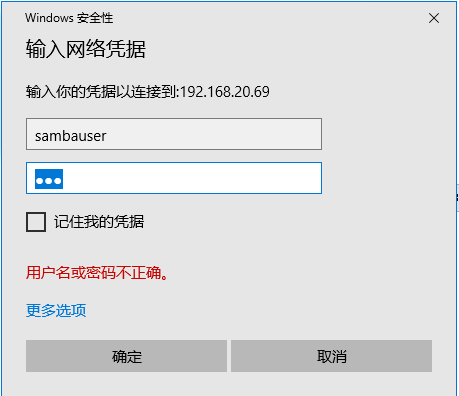 Windows 安全性
输入网络凭据
输入你的凭据以连接到:192.168.20.69
sambauser
●●●
记住我的凭据
用户名或密码不正确。
更多选项
确定
取消